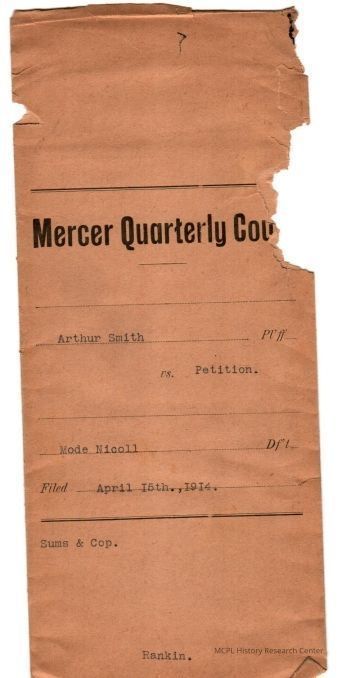 7
Mercer Quarterly Cou
Arthur Smith Pl'ff
vs. Petition.
Mode Nicoll Df't
Filed April 15th.,1914.
Sums & Cop.
MCPL History Research Center
Rankin.